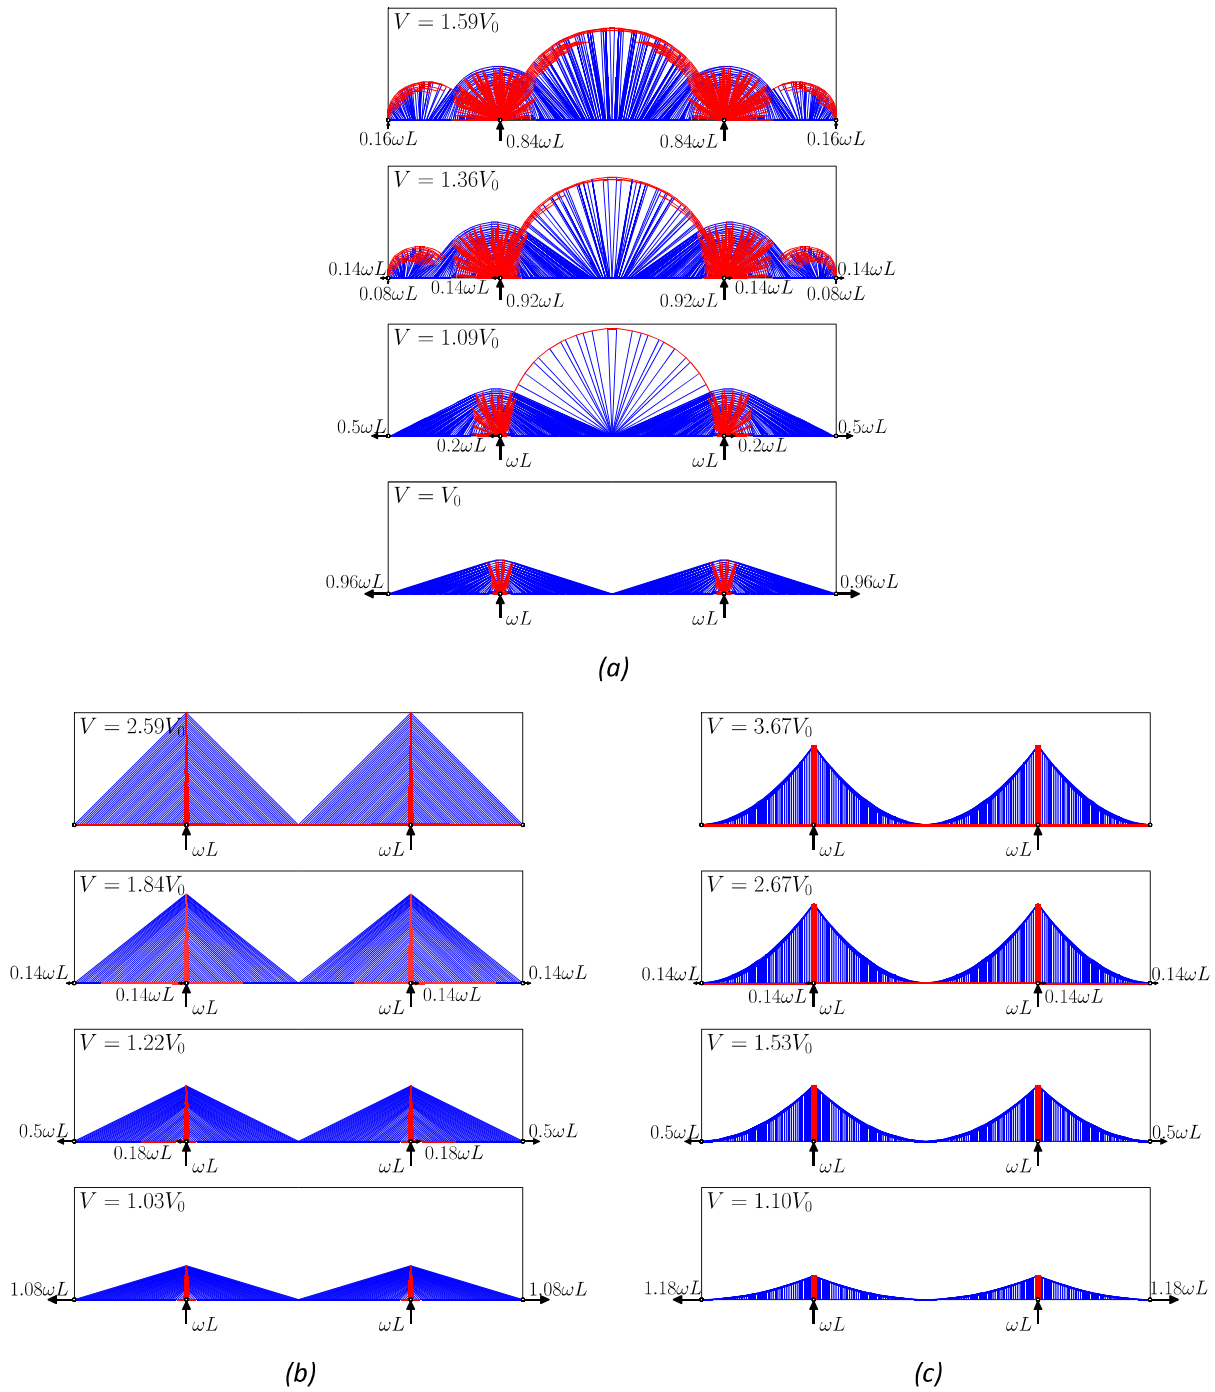 V = 1.59V₀
0.16ωL 0.84ωL 0.84ωL 0.16ωL
V = 1.36V₀
0.14ωL 0.14ωL 0.14ωL 0.14ωL
0.08ωL 0.92ωL 0.92ωL 0.08ωL
V = 1.09V₀
0.5ωL 0.2ωL 0.2ωL 0.5ωL
ωL ωL
V = V₀
0.96ωL 0.96ωL
ωL ωL
(a)
V = 2.59V₀
ωL ωL
V = 1.84V₀
0.14ωL 0.14ωL 0.14ωL 0.14ωL
ωL ωL
V = 1.22V₀
0.5ωL 0.18ωL 0.18ωL 0.5ωL
ωL ωL
V = 1.03V₀
1.08ωL 1.08ωL
ωL ωL
(b)
V = 3.67V₀
ωL ωL
V = 2.67V₀
0.14ωL 0.14ωL 0.14ωL 0.14ωL
ωL ωL
V = 1.53V₀
0.5ωL 0.5ωL
ωL ωL
V = 1.10V₀
1.18ωL 1.18ωL
ωL ωL
(c)